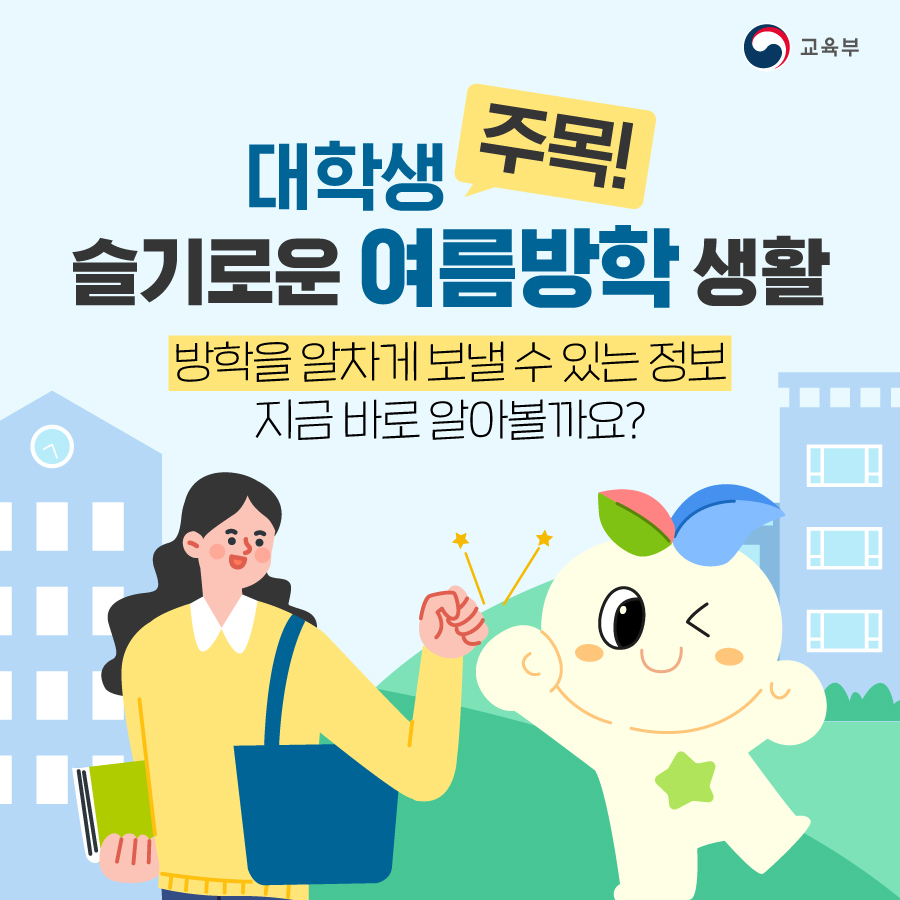 교육부
대학생 주목!
슬기로운 여름방학 생활
방학을 알차게 보낼 수 있는 정보
지금 바로 알아볼까요?